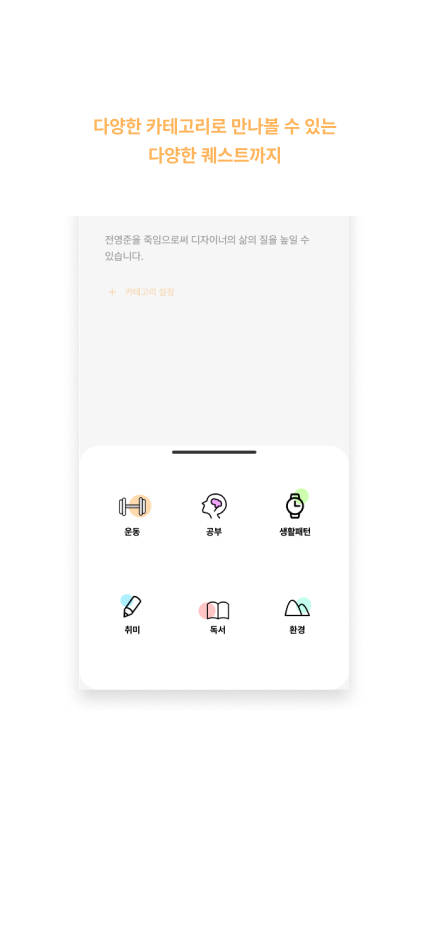 다양한 카테고리로 만나볼 수 있는
다양한 퀘스트까지
전영준을 죽임으로써 디자이너의 삶의 질을 높일 수
있습니다.
+ 카테고리 설정
운동
공부
생활패턴
취미
독서
환경